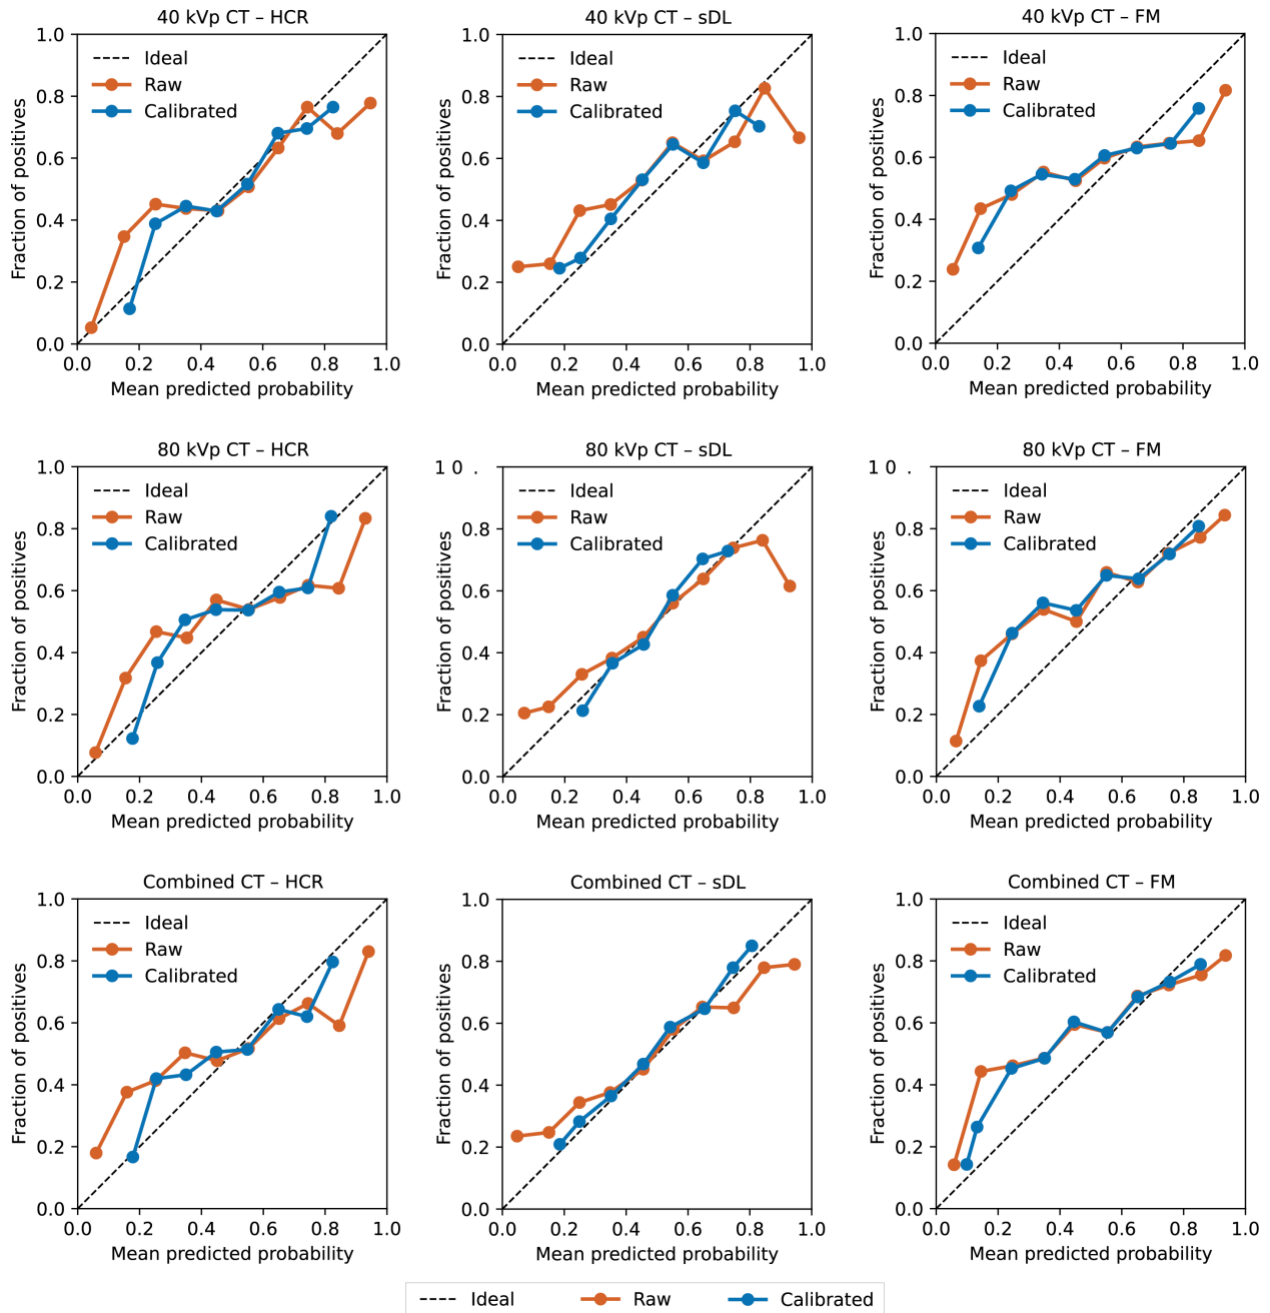 40 kVp CT – HCR
1.0
0.8
0.6
0.4
0.2
0.0
Fraction of positives
Ideal
Raw
Calibrated
0.0 0.2 0.4 0.6 0.8 1.0
Mean predicted probability
40 kVp CT – sDL
1.0
0.8
0.6
0.4
0.2
0.0
Fraction of positives
Ideal
Raw
Calibrated
0.0 0.2 0.4 0.6 0.8 1.0
Mean predicted probability
40 kVp CT – FM
1.0
0.8
0.6
0.4
0.2
0.0
Fraction of positives
Ideal
Raw
Calibrated
0.0 0.2 0.4 0.6 0.8 1.0
Mean predicted probability
80 kVp CT – HCR
1.0
0.8
0.6
0.4
0.2
0.0
Fraction of positives
Ideal
Raw
Calibrated
0.0 0.2 0.4 0.6 0.8 1.0
Mean predicted probability
80 kVp CT – sDL
1.0
0.8
0.6
0.4
0.2
0.0
Fraction of positives
Ideal
Raw
Calibrated
0.0 0.2 0.4 0.6 0.8 1.0
Mean predicted probability
80 kVp CT – FM
1 0 .
0.8
0.6
0.4
0.2
0.0
Fraction of positives
Ideal
Raw
Calibrated
0.0 0.2 0.4 0.6 0.8 1.0
Mean predicted probability
Combined CT – HCR
1.0
0.8
0.6
0.4
0.2
0.0
Fraction of positives
Ideal
Raw
Calibrated
0.0 0.2 0.4 0.6 0.8 1.0
Mean predicted probability
Combined CT – sDL
1.0
0.8
0.6
0.4
0.2
0.0
Fraction of positives
Ideal
Raw
Calibrated
0.0 0.2 0.4 0.6 0.8 1.0
Mean predicted probability
Combined CT – FM
1.0
0.8
0.6
0.4
0.2
0.0
Fraction of positives
Ideal
Raw
Calibrated
0.0 0.2 0.4 0.6 0.8 1.0
Mean predicted probability
Ideal Raw Calibrated